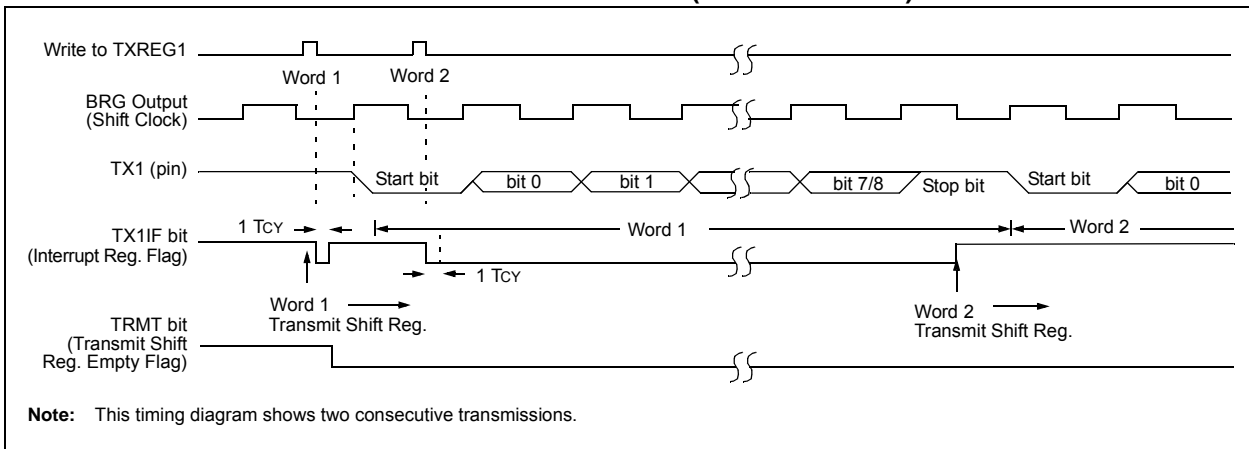 Write to TXREG1
Word 1
Word 2
BRG Output
(Shift Clock)
TX1 (pin)
Start bit
bit 0
bit 1
bit 7/8
Stop bit
Start bit
bit 0
1 TCY
TX1IF bit
(Interrupt Reg. Flag)
Word 1
Word 2
1 TCY
Word 1
Transmit Shift Reg.
Word 2
Transmit Shift Reg.
TRMT bit
(Transmit Shift
Reg. Empty Flag)
Note: This timing diagram shows two consecutive transmissions.